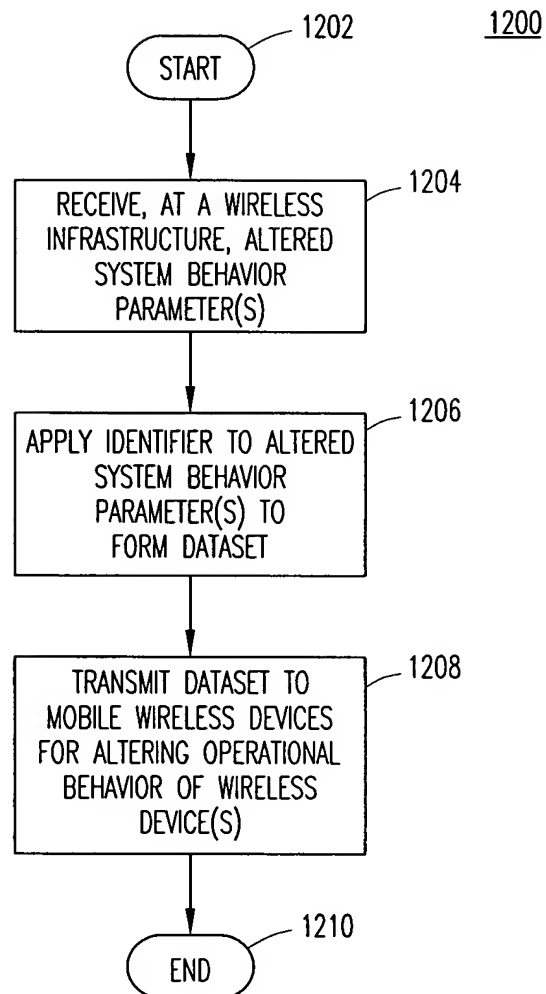 1200
1202
START
1204
RECEIVE, AT A WIRELESS
INFRASTRUCTURE, ALTERED
SYSTEM BEHAVIOR
PARAMETER(S)
1206
APPLY IDENTIFIER TO ALTERED
SYSTEM BEHAVIOR
PARAMETER(S) TO
FORM DATASET
1208
TRANSMIT DATASET TO
MOBILE WIRELESS DEVICES
FOR ALTERING OPERATIONAL
BEHAVIOR OF WIRELESS
DEVICE(S)
1210
END